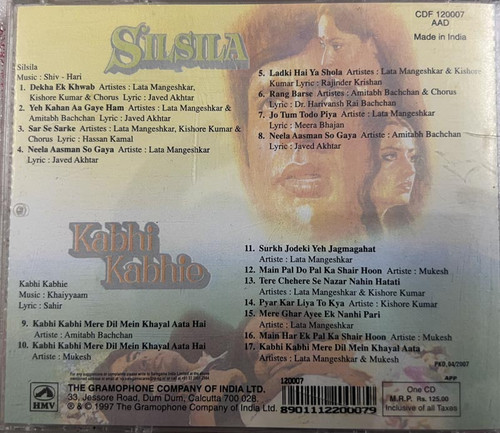 SILSILA
CDF 120007
AAD
Made in India
Silsila
Music : Shiv - Hari
1. Dekha Ek Khwab Artistes : Lata Mangeshkar,
Kishore Kumar & Chorus Lyric : Javed Akhtar
2. Yeh Kahan Aa Gaye Ham Artistes : Lata Mangeshkar &
Amitabh Bachchan Lyric : Javed Akhtar
3. Sar Se Sarke Artistes : Lata Mangeshkar, Kishore Kumar &
Chorus Lyric : Hassan Kamal
4. Neela Aasman So Gaya Artiste : Lata Mangeshkar
Lyric : Javed Akhtar
5. Ladki Hai Ya Shola Artistes : Lata Mangeshkar & Kishore
Kumar Lyric : Rajinder Krishan
6. Rang Barse Artistes : Amitabh Bachchan & Chorus
Lyric : Dr. Harivansh Rai Bachchan
7. Jo Tum Todo Piya Artiste : Lata Mangeshkar
Lyric : Meera Bhajan
8. Neela Aasman So Gaya Artiste : Amitabh Bachchan
Lyric : Javed Akhtar
Kabhi
Kabhie
Kabhi Kabhie
Music : Khaiyyaam
Lyric : Sahir
9. Kabhi Kabhi Mere Dil Mein Khayal Aata Hai
Artiste : Amitabh Bachchan
10. Kabhi Kabhi Mere Dil Mein Khayal Aata Hai
Artiste : Mukesh
11. Surkh Jodeki Yeh Jagmagahat
Artiste : Lata Mangeshkar
12. Main Pal Do Pal Ka Shair Hoon Artiste : Mukesh
13. Tere Chehere Se Nazar Nahin Hatati
Artistes : Lata Mangeshkar & Kishore Kumar
14. Pyar Kar Liya To Kya Artiste : Kishore Kumar
15. Mere Ghar Ayee Ek Nanhi Pari
Artiste : Lata Mangeshkar
16. Main Har Ek Pal Ka Shair Hoon Artiste : Mukesh
17. Kabhi Kabhi Mere Dil Mein Khayal Aata
Artistes : Lata Mangeshkar & Mukesh
HMV
THE GRAMOPHONE COMPANY OF INDIA LTD.
33, Jessore Road, Dum Dum, Calcutta 700 028.
℗ & © 1997 The Gramophone Company of India Ltd.
120007
8901112200079
PKD.04/2007
APP
One CD
M.R.P. Rs. 125.00
Inclusive of all Taxes